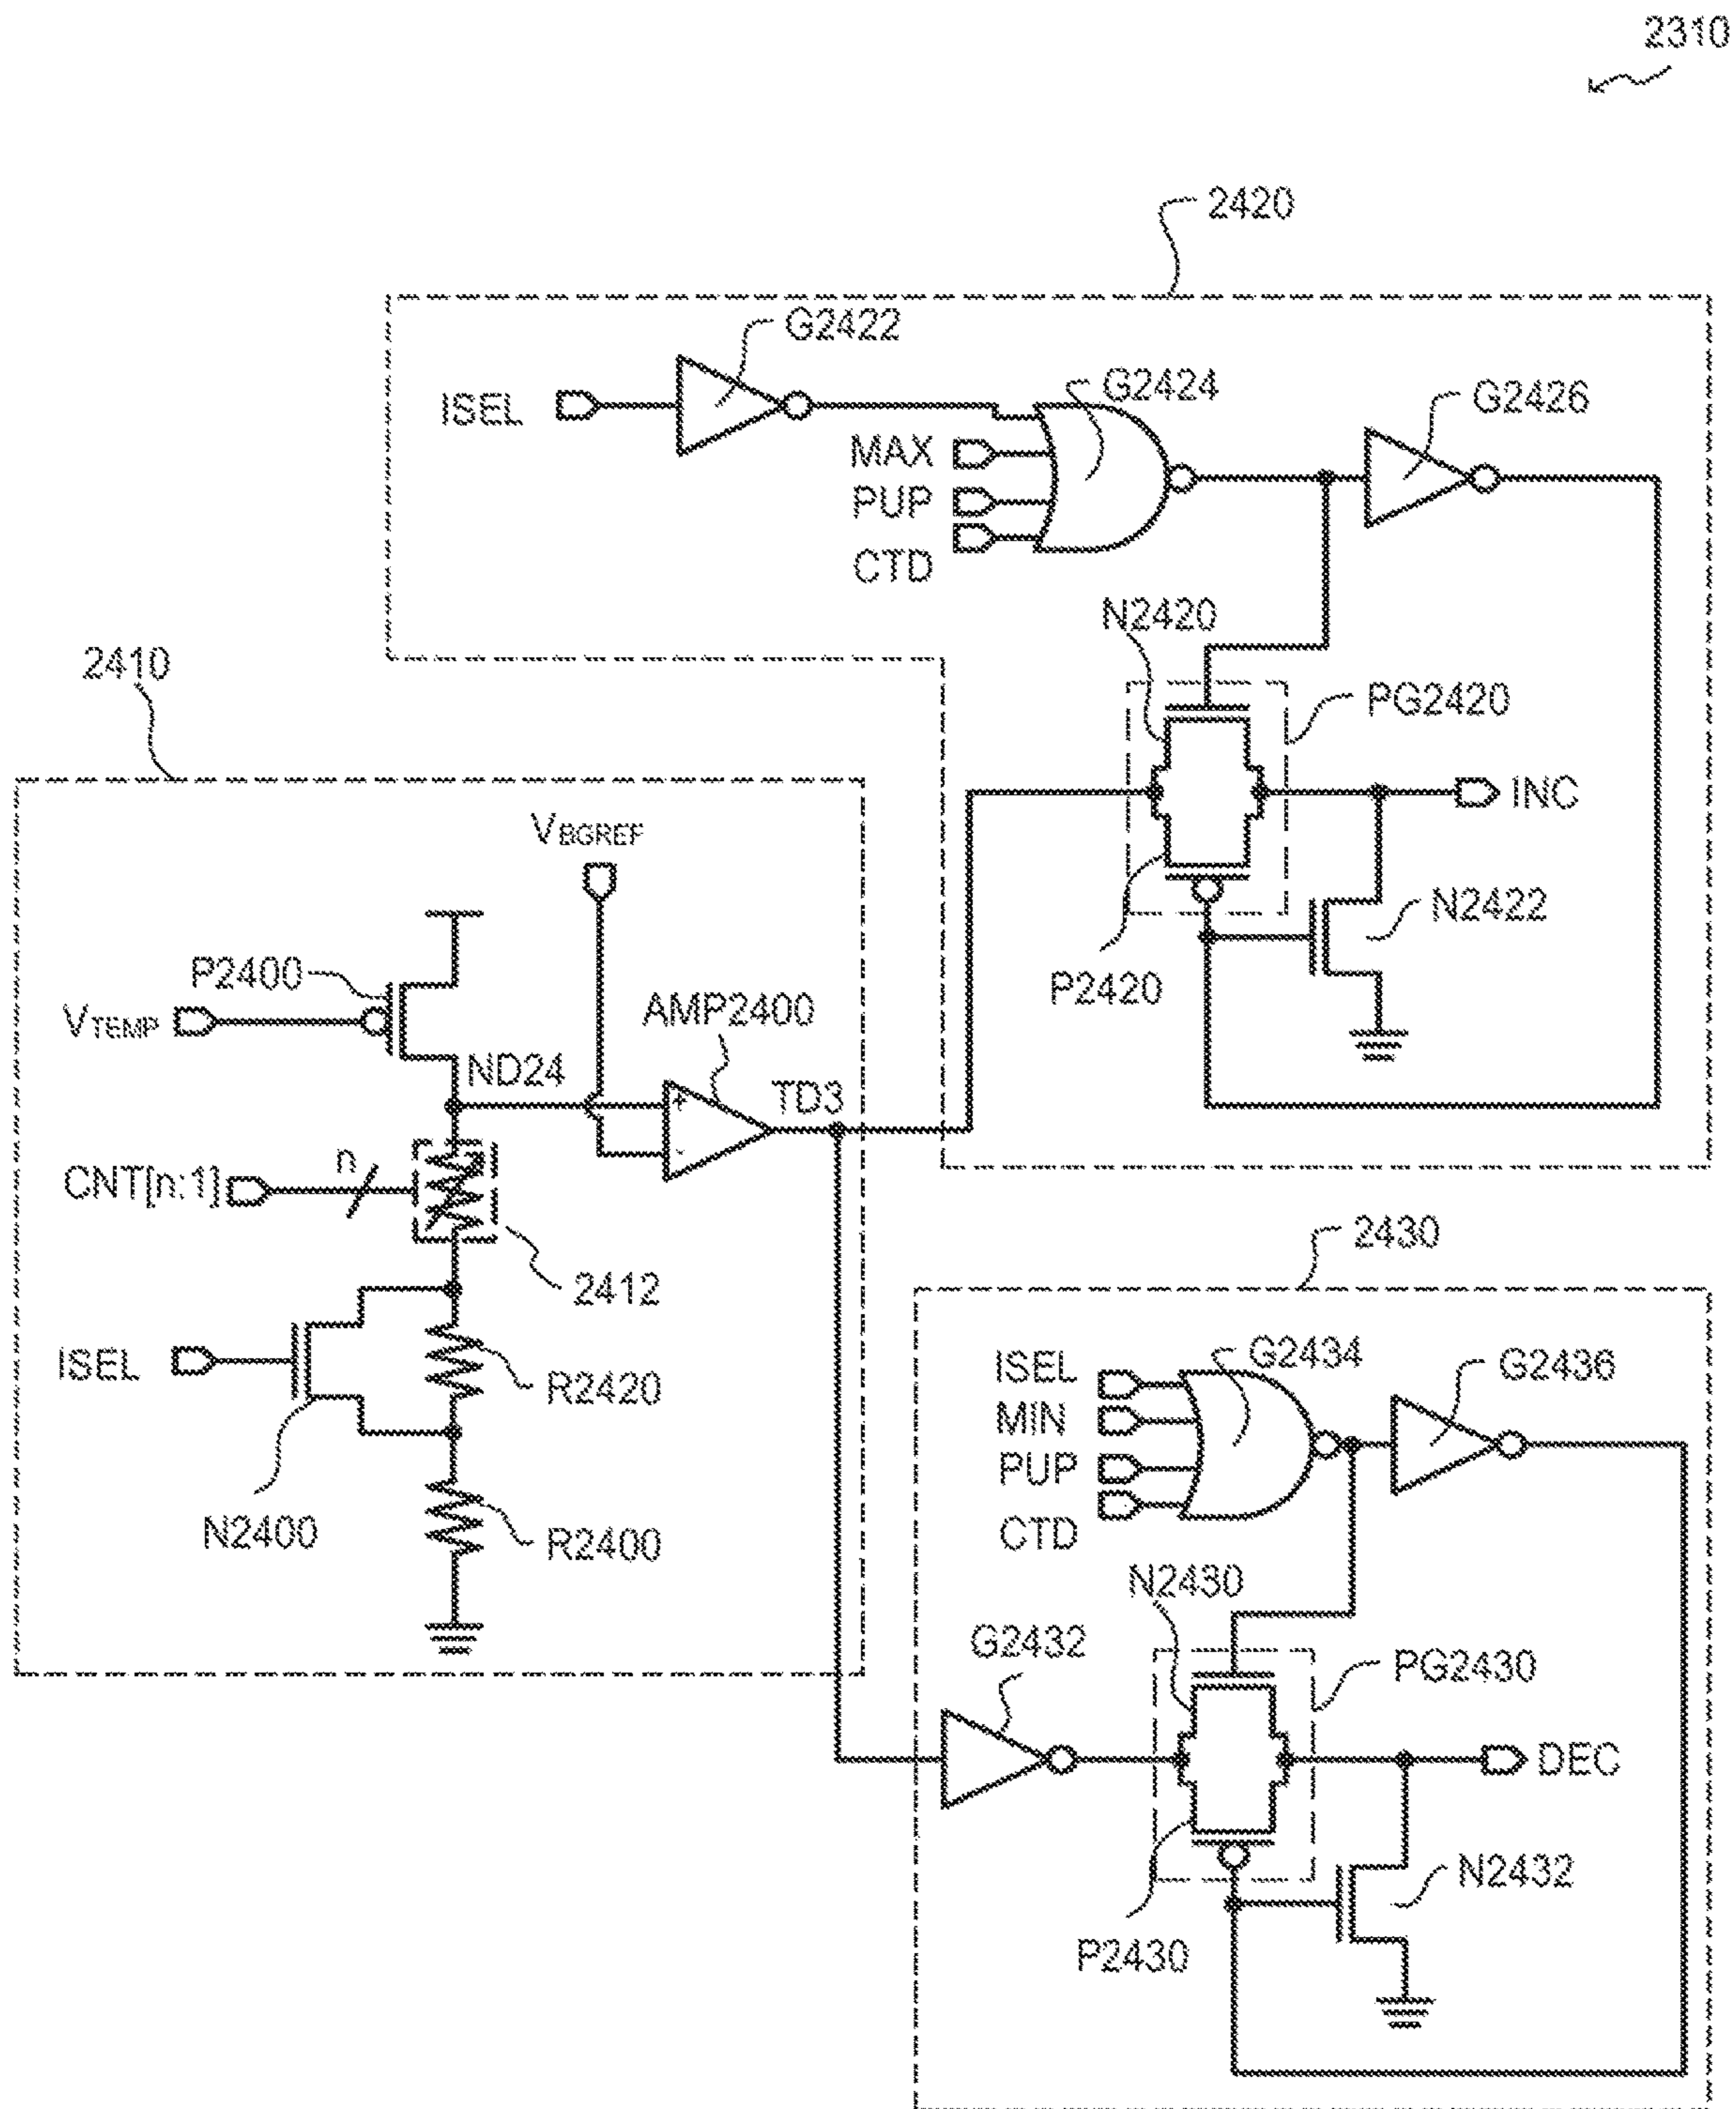 2310
2420
G2422
ISEL
G2424
G2426
MAX
PUP
CTD
N2420
PG2420
INC
N2422
P2420
2410
VBGREF
P2400
VTEMP
AMP2400
ND24
+
-
TD3
CNT[n:1]
n
2412
ISEL
R2420
N2400
R2400
2430
ISEL
MIN
PUP
CTD
G2434
G2436
N2430
G2432
PG2430
DEC
N2432
P2430